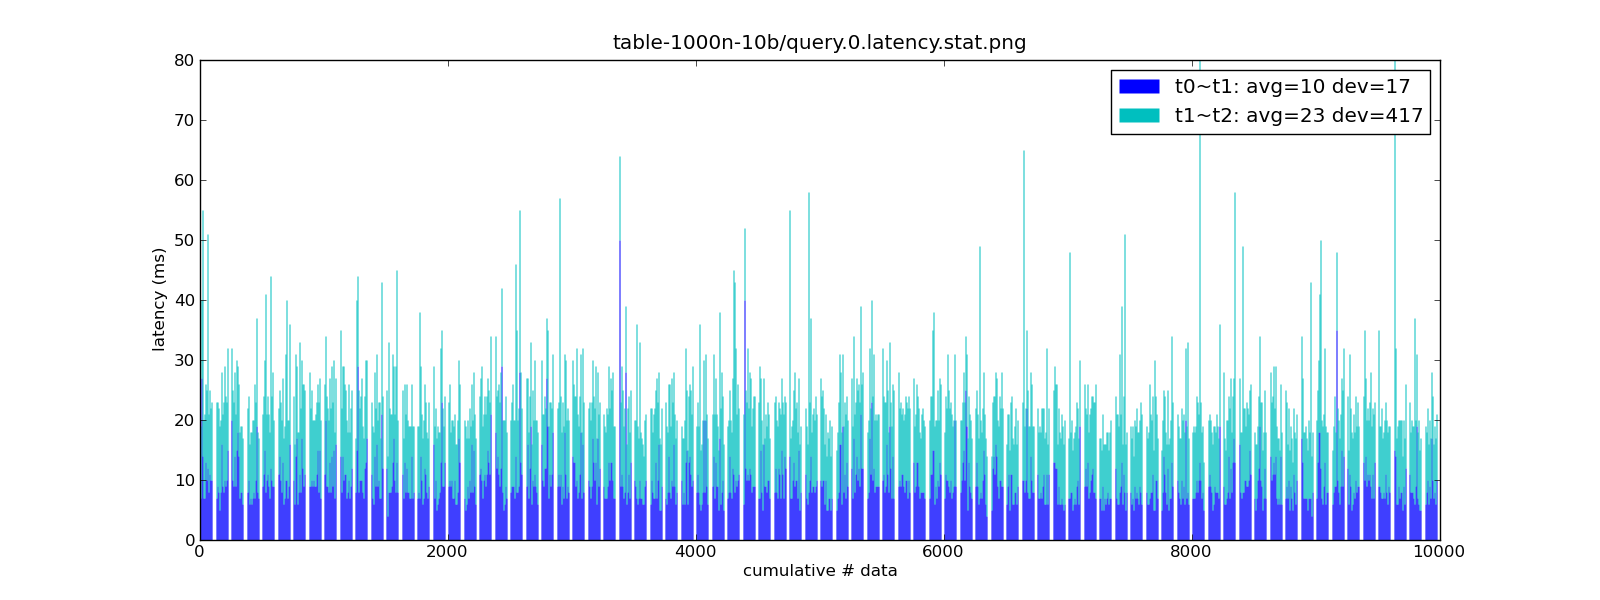 table-1000n-10b/query.0.latency.stat.png
t0~t1: avg=10 dev=17
t1~t2: avg=23 dev=417
latency (ms)
80
70
60
50
40
30
20
10
0
0 2000 4000 6000 8000 10000
cumulative # data